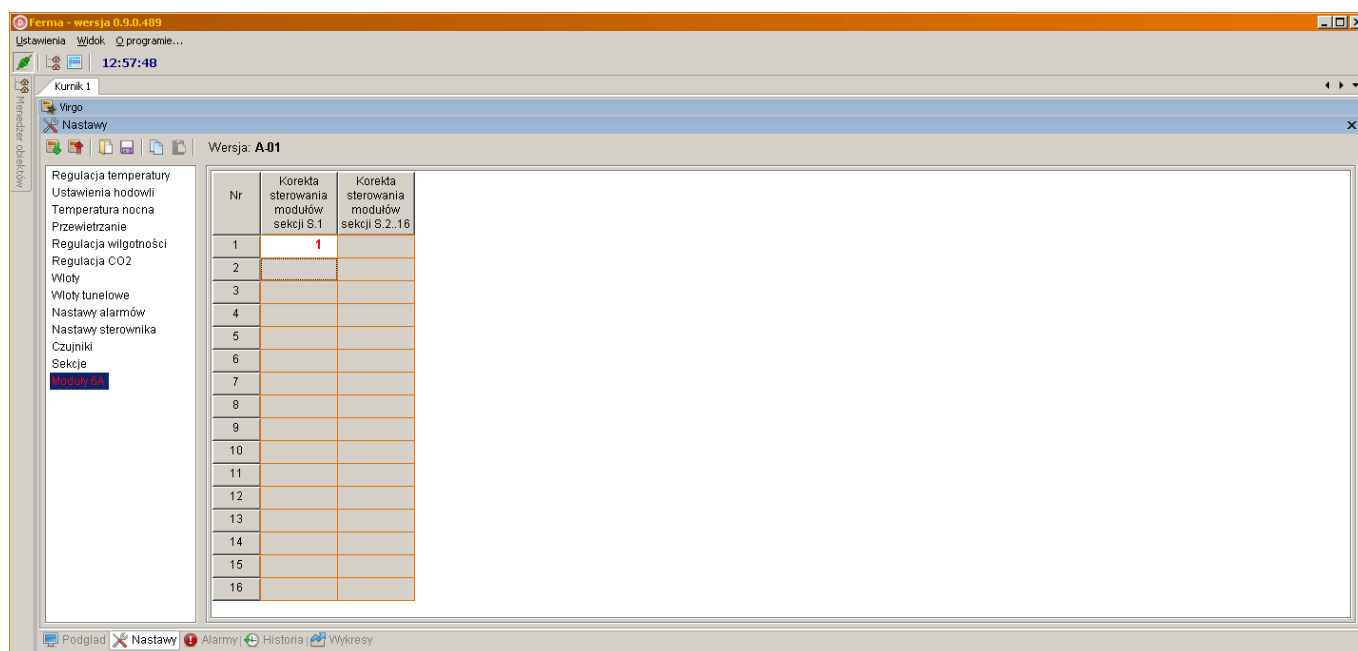 Ferma - wersja 0.9.0.489
Ustawienia Widok O programie...
12:57:48
Menedżer obiektów
Kurnik 1
Virgo
Nastawy
Wersja: A-01
Regulacja temperatury
Ustawienia hodowli
Temperatura nocna
Przewietrzanie
Regulacja wilgotności
Regulacja CO2
Wloty
Wloty tunelowe
Nastawy alarmów
Nastawy sterownika
Czujniki
Sekcje
Moduły 6A
Nr
Korekta
sterowania
modułów
sekcji S.1
Korekta
sterowania
modułów
sekcji S.2..16
1 1
2
3
4
5
6
7
8
9
10
11
12
13
14
15
16
Podgląd Nastawy Alarmy Historia Wykresy